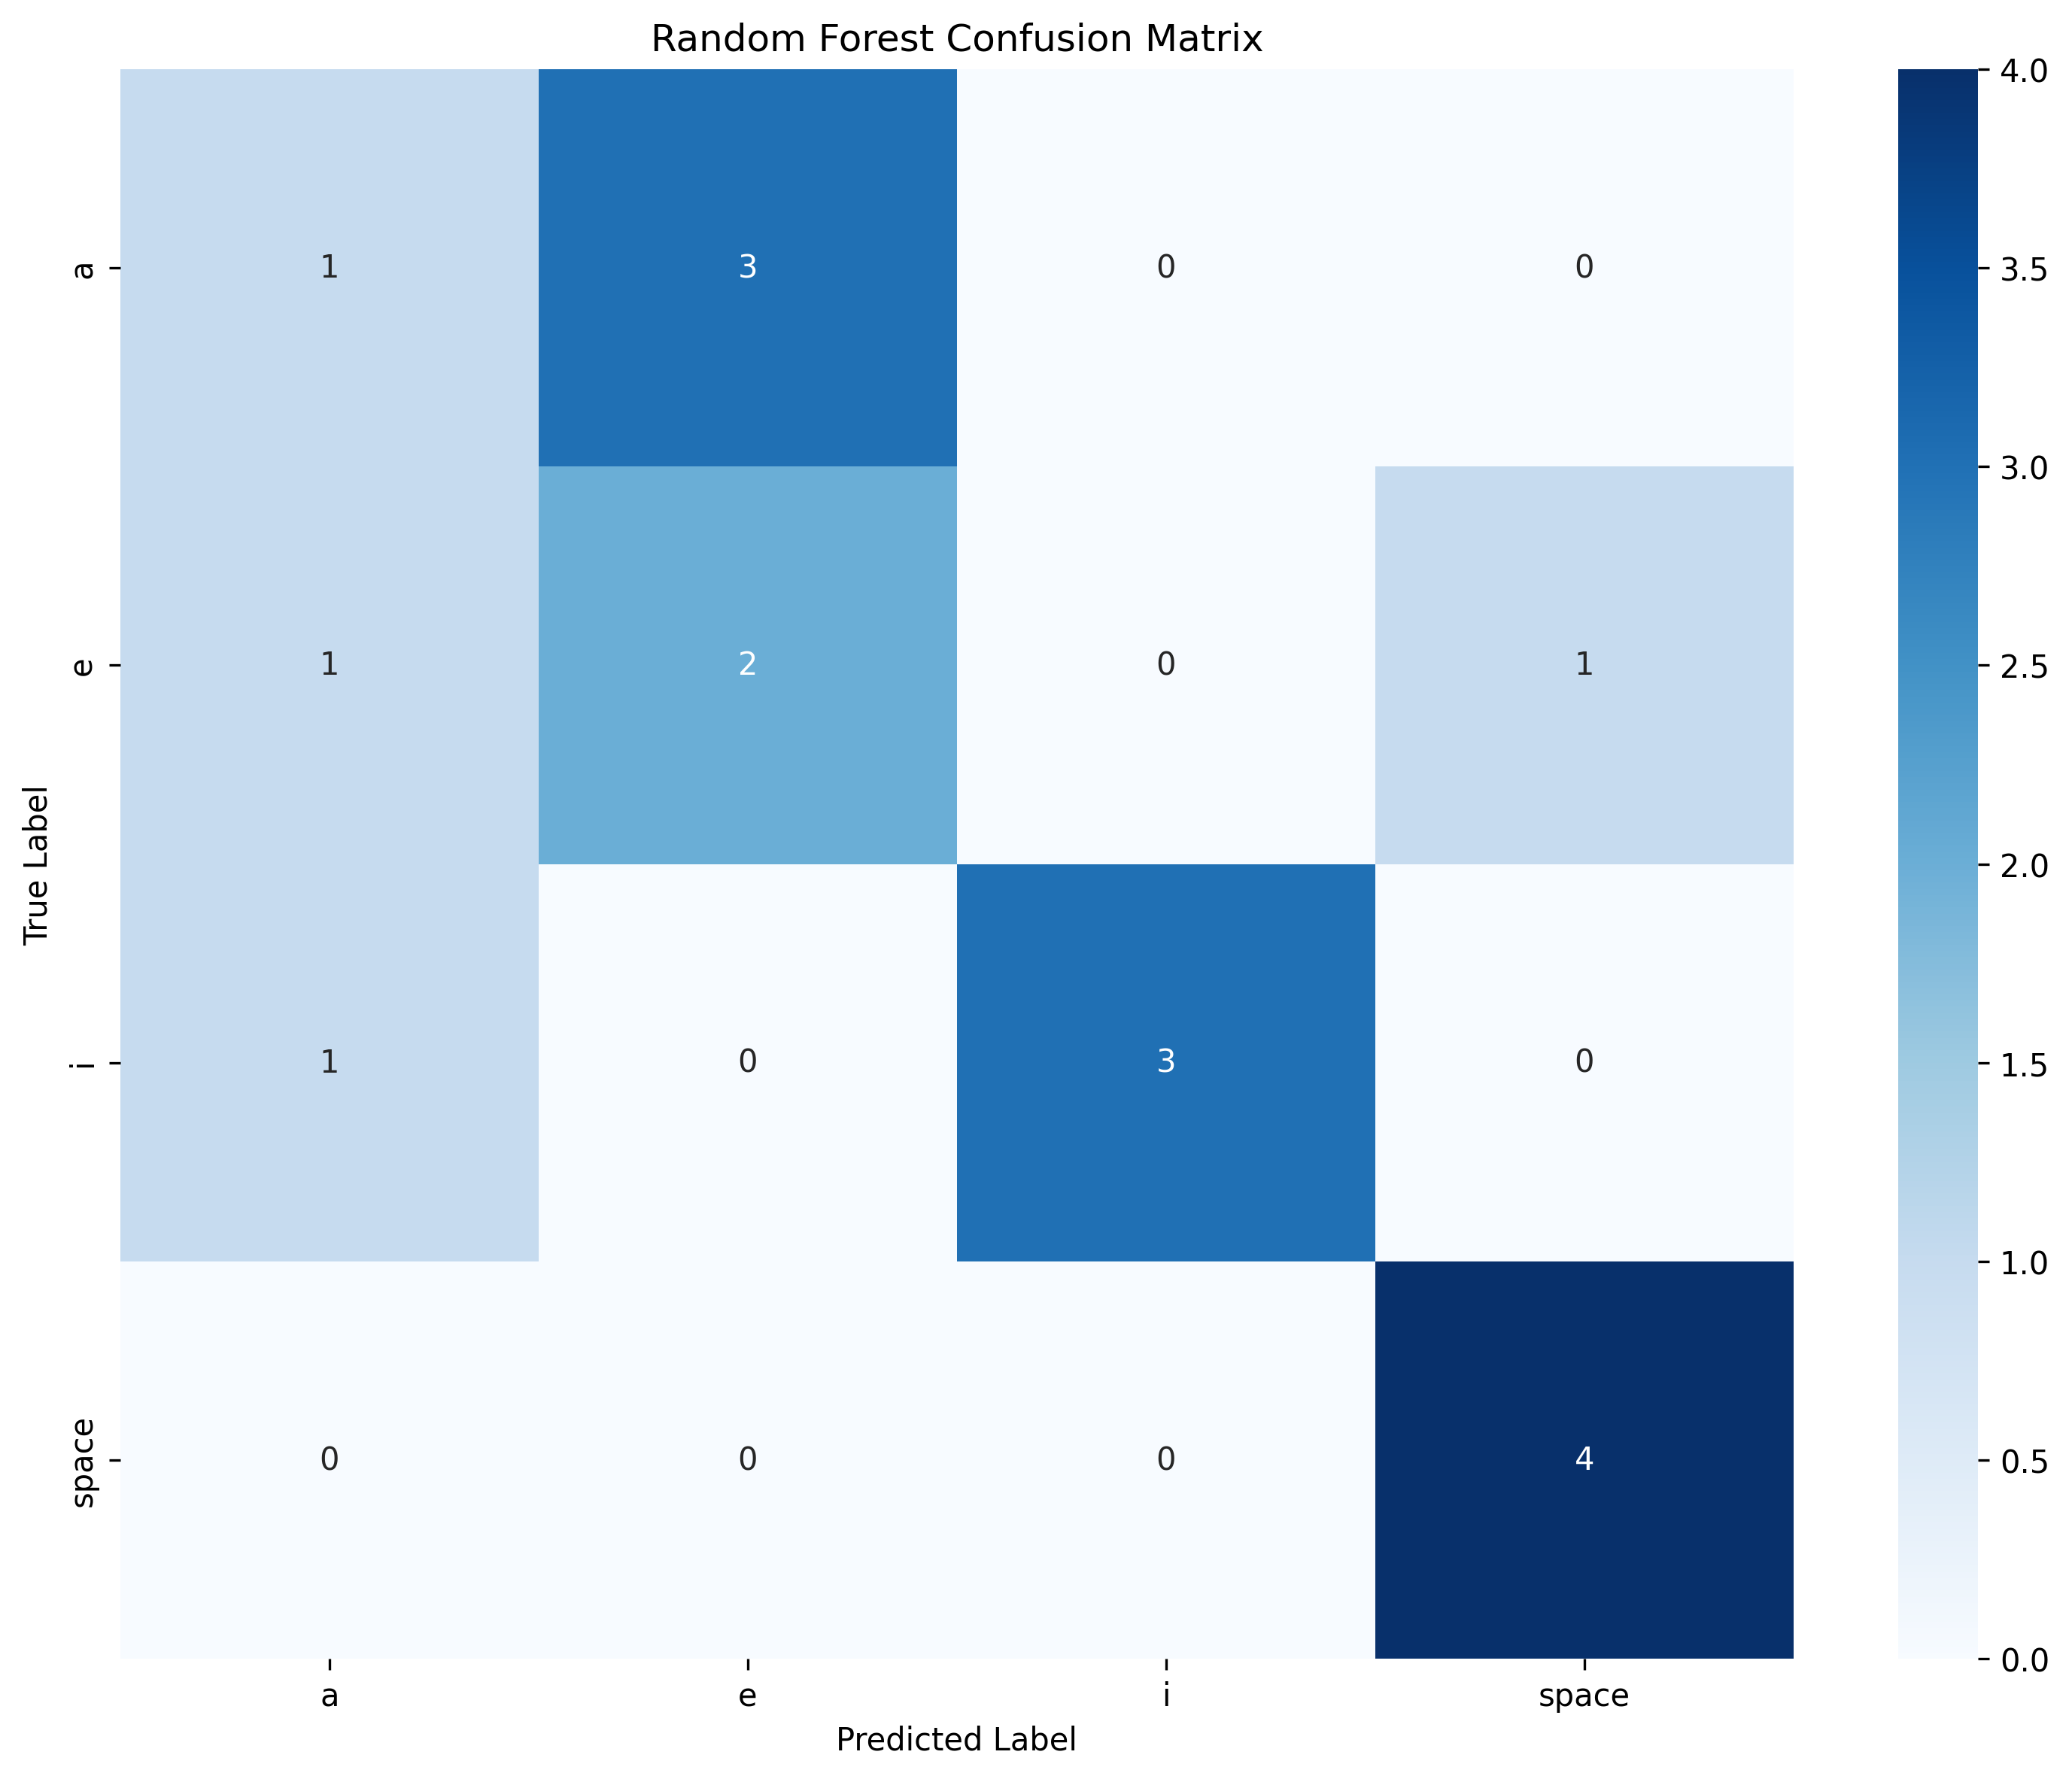 Random Forest Confusion Matrix
a 1 3 0 0
e 1 2 0 1
i 1 0 3 0
space 0 0 0 4
a e i space
Predicted Label
True Label
4.0
3.5
3.0
2.5
2.0
1.5
1.0
0.5
0.0